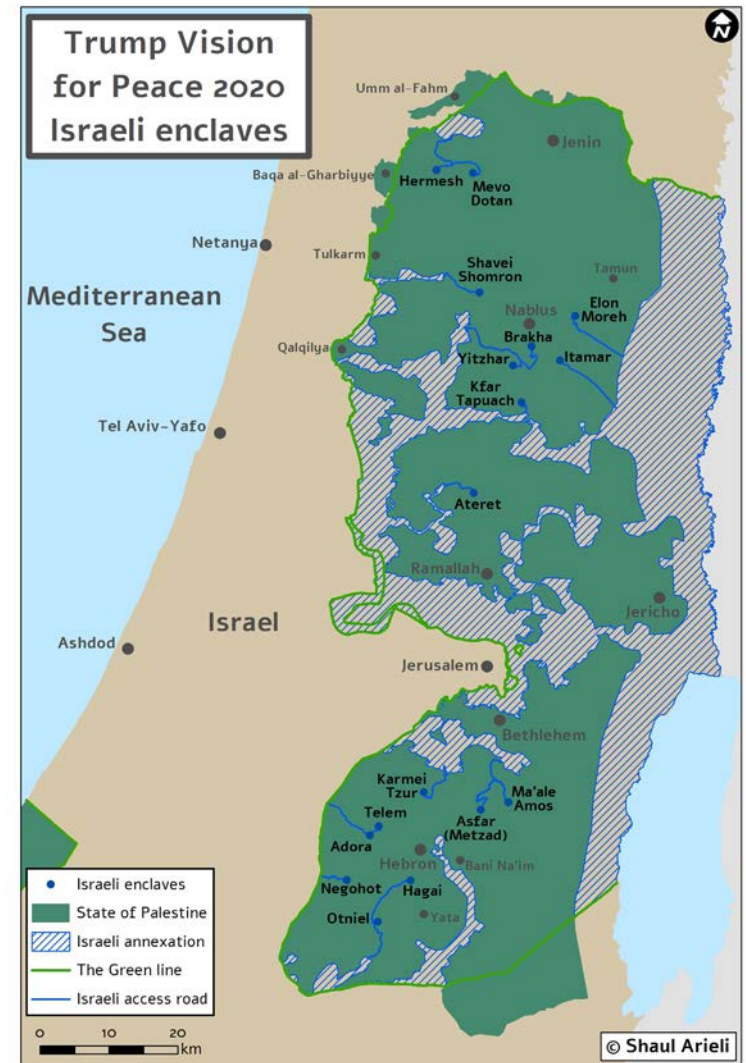 Trump Vision
for Peace 2020
Israeli enclaves
N
Umm al-Fahm
Jenin
Baqa al-Gharbiyye
Hermesh
Mevo
Dotan
Netanya
Tulkarm
Shavei
Shomron
Tamun
Mediterranean
Sea
Nablus
Elon
Moreh
Brakha
Qalqilya
Yitzhar
Itamar
Kfar
Tapuach
Tel Aviv-Yafo
Ateret
Ramallah
Jericho
Israel
Ashdod
Jerusalem
Bethlehem
Karmei
Tzur
Ma'ale
Amos
Telem
Asfar
(Metzad)
Adora
Hebron
Bani Na'im
Negohot
Hagai
Otniel
Yata
Israeli enclaves
State of Palestine
Israeli annexation
The Green line
Israeli access road
0 10 20
km
© Shaul Arieli